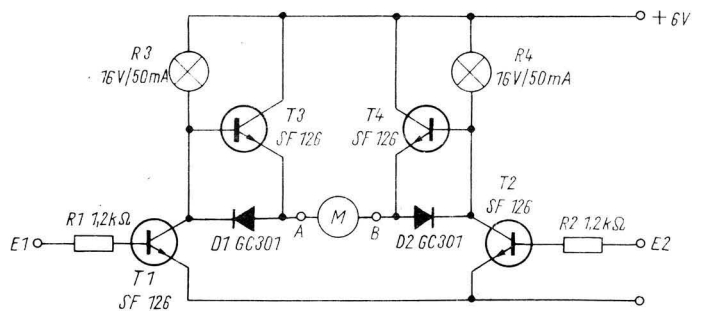 +6V
R3
16V/50mA
R4
16V/50mA
T3
SF 126
T4
SF 126
T2
SF 126
R1 1,2kΩ
M
R2 1,2kΩ
A
B
D1 GC301
D2 GC301
E1
E2
T1
SF 126